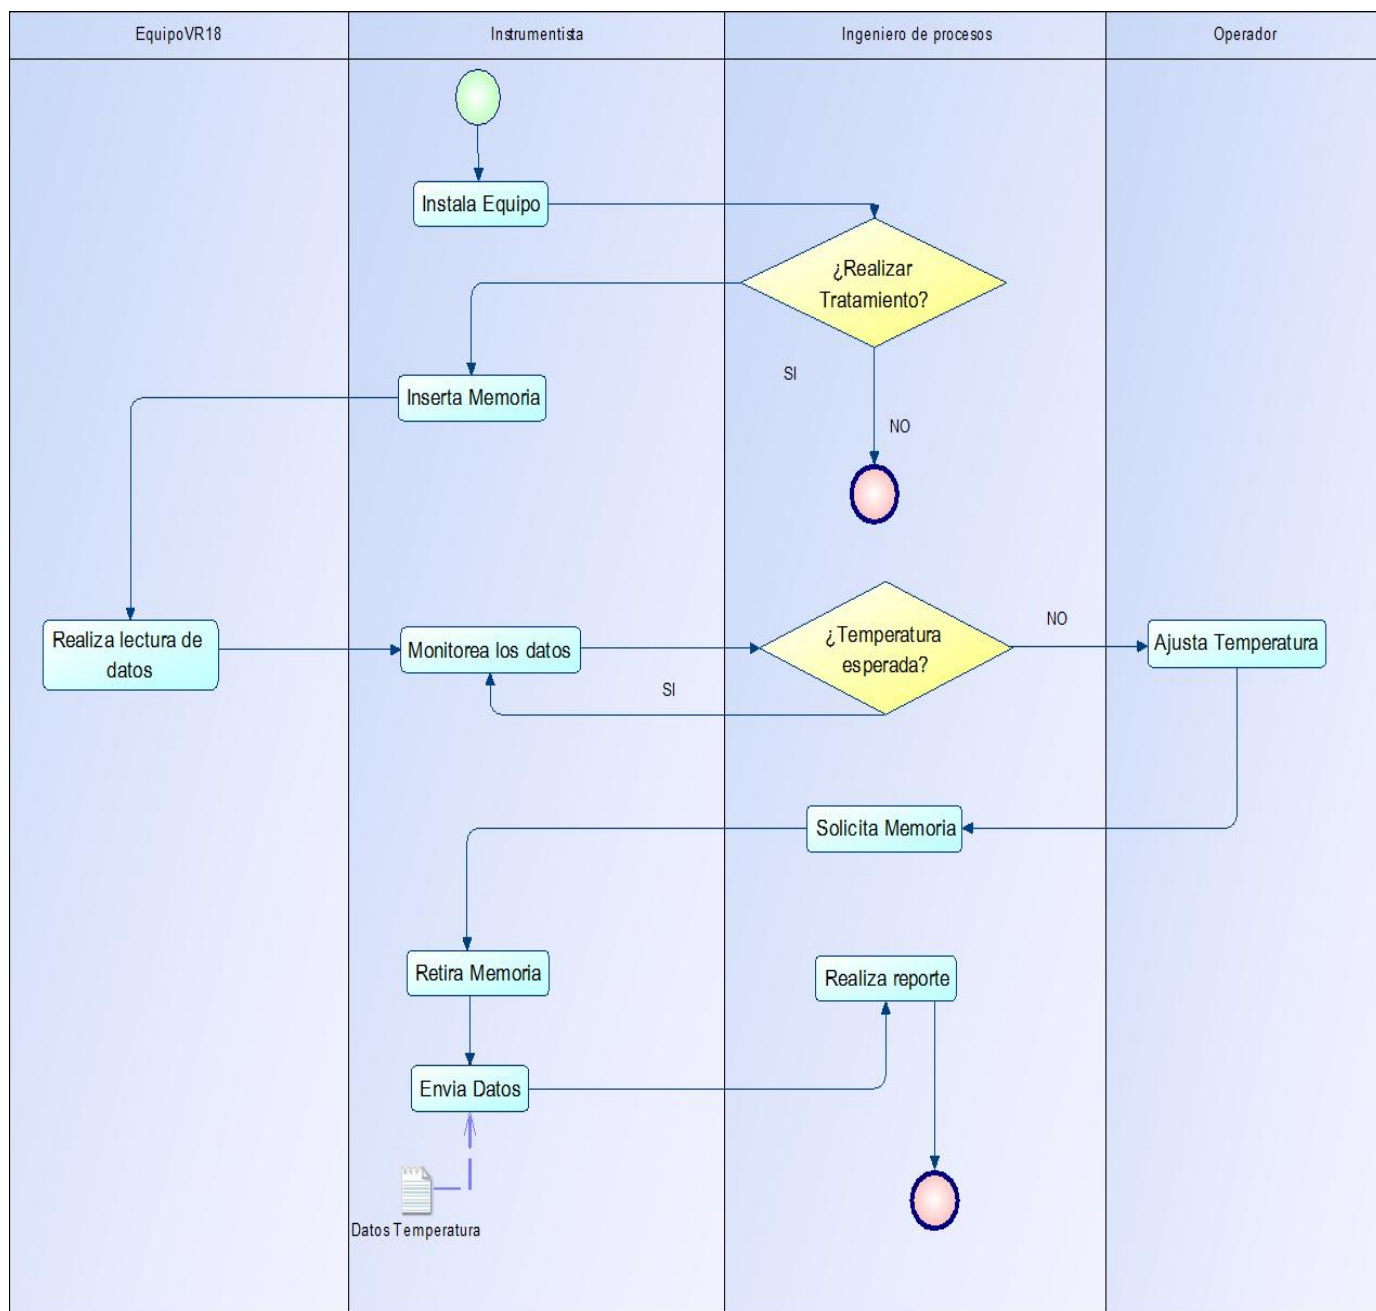 EquipoVR18
Instrumentista
Ingeniero de procesos
Operador
Instala Equipo
¿Realizar
Tratamiento?
SI
Inserta Memoria
NO
Realiza lectura de
datos
Monitorea los datos
¿Temperatura
esperada?
NO
Ajusta Temperatura
SI
Solicita Memoria
Retira Memoria
Realiza reporte
Envia Datos
Datos Temperatura